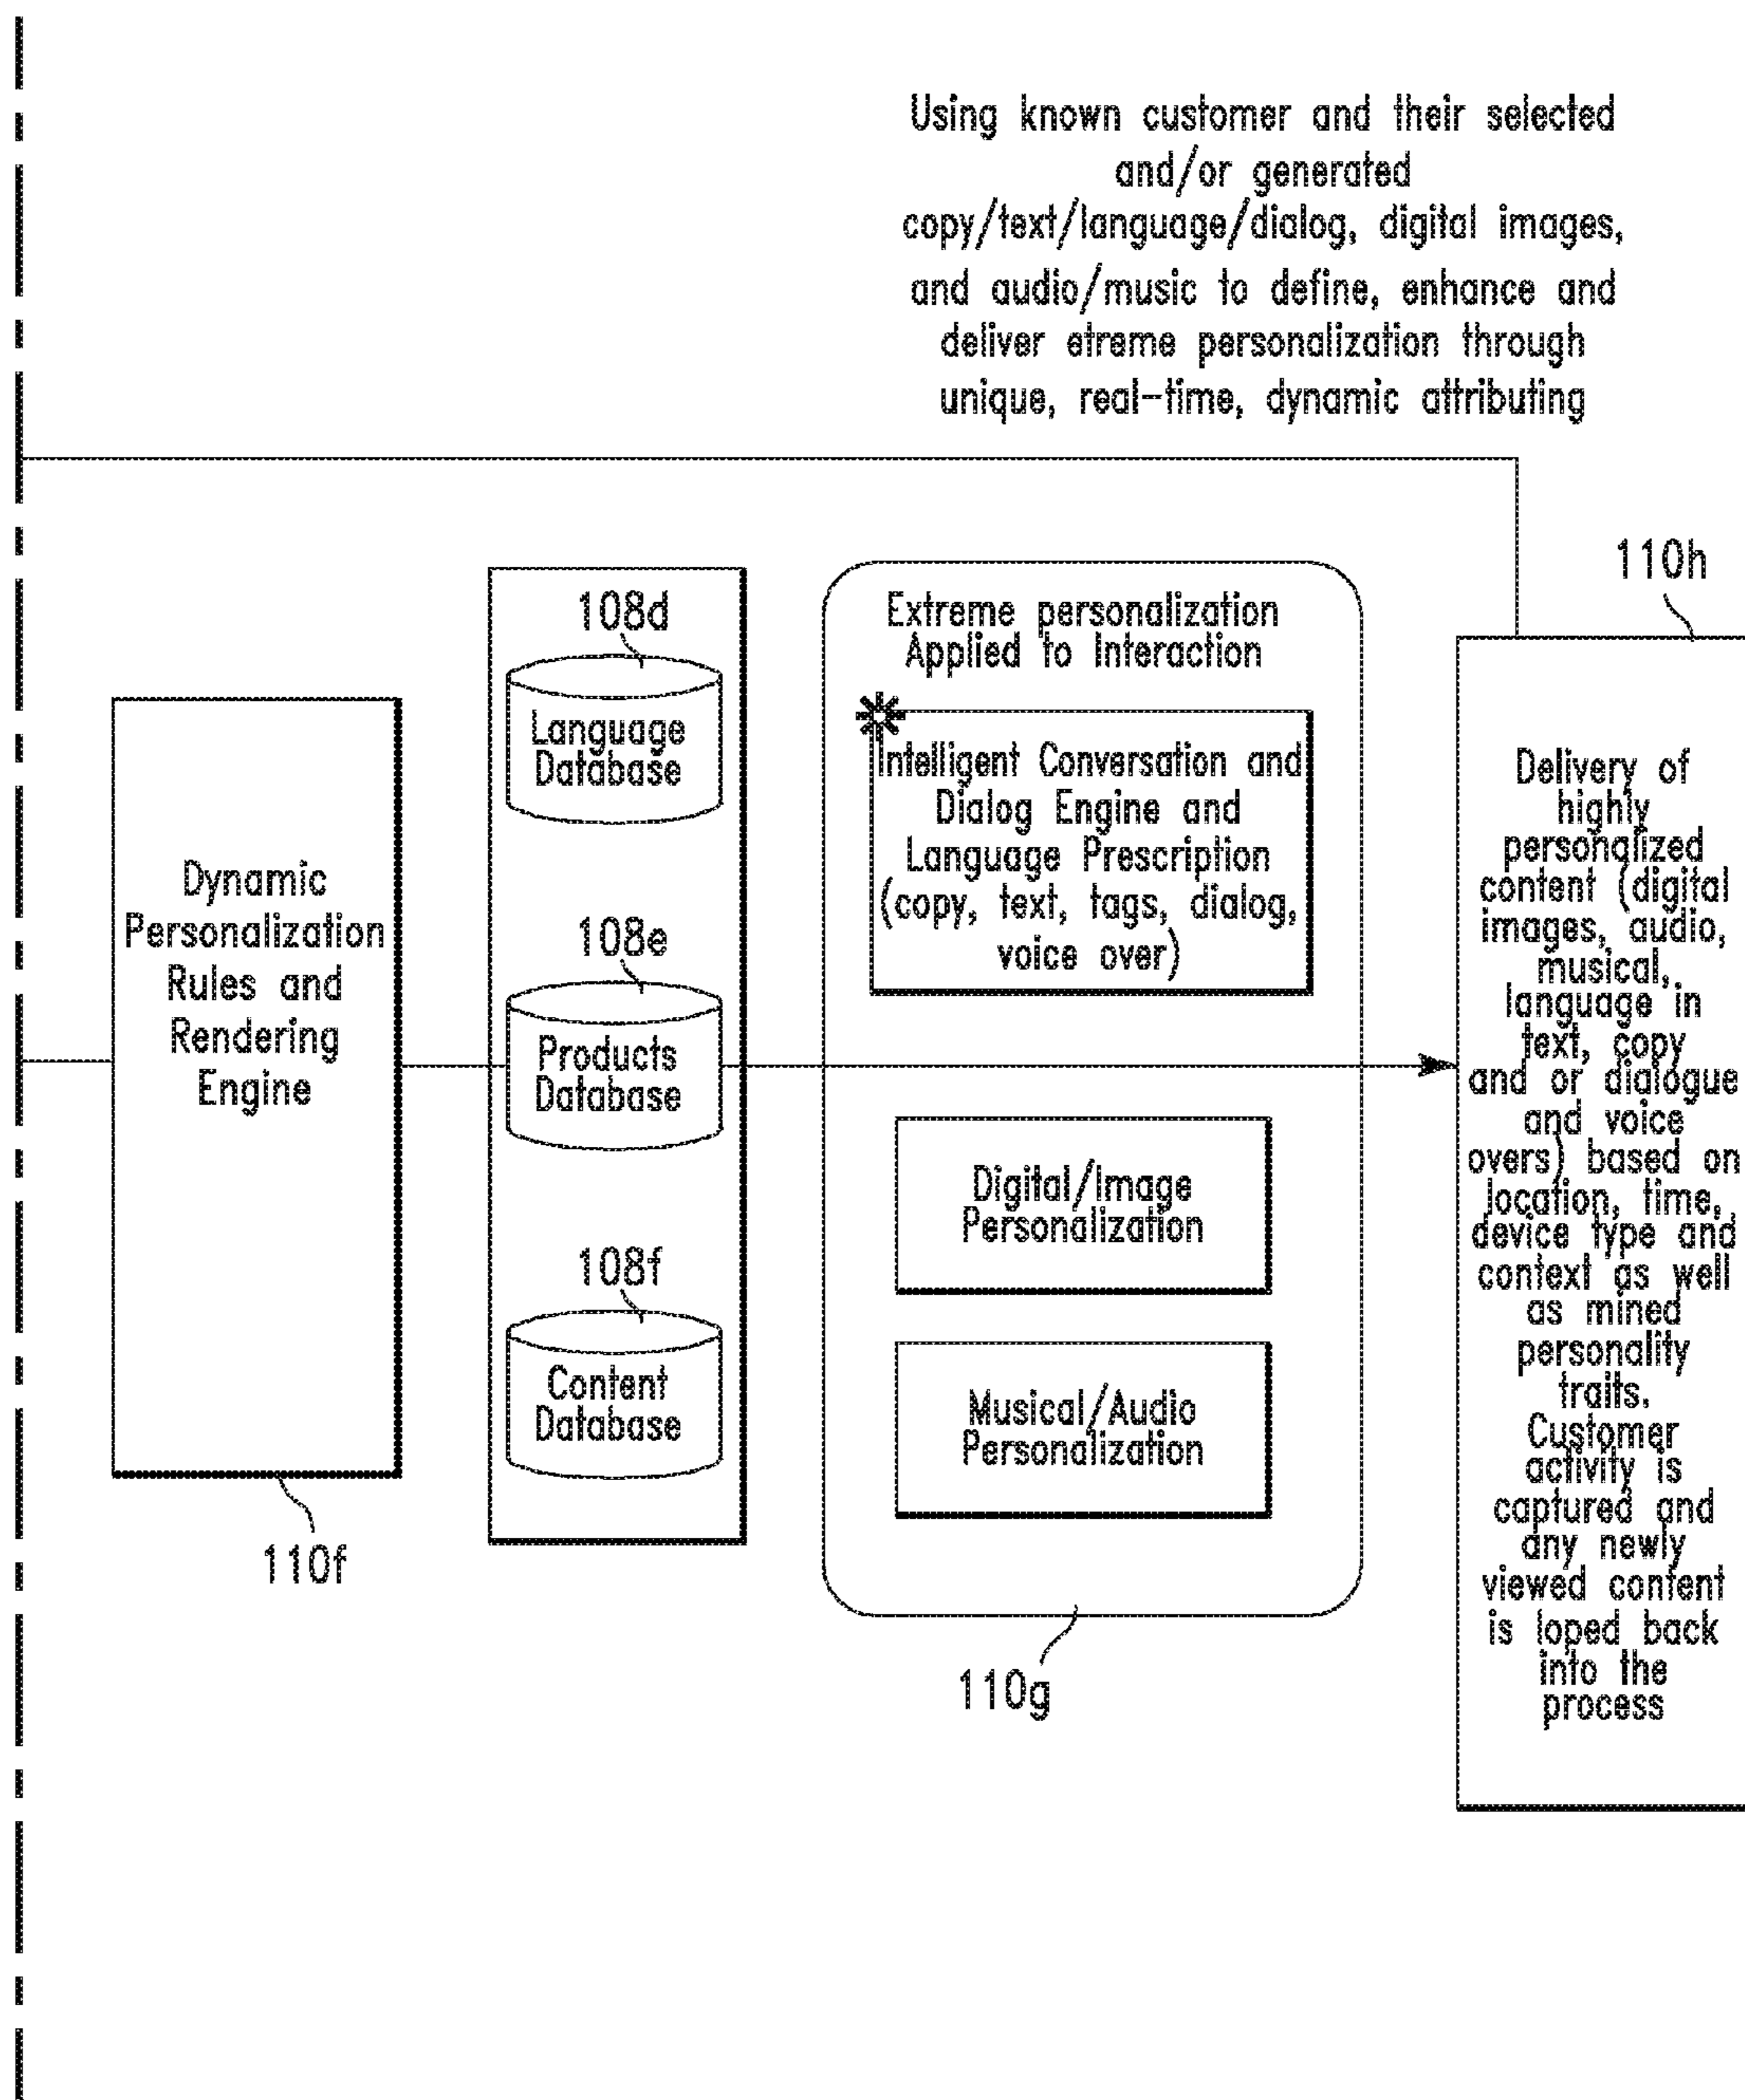 Using known customer and their selected
and/or generated
copy/text/language/dialog, digital images,
and audio/music to define, enhance and
deliver etreme personalization through
unique, real-time, dynamic attributing
110f
Dynamic
Personalization
Rules and
Rendering
Engine
108d
Language
Database
108e
Products
Database
108f
Content
Database
Extreme personalization
Applied to Interaction
Intelligent Conversation and
Dialog Engine and
Language Prescription
(copy, text, tags, dialog,
voice over)
Digital/Image
Personalization
Musical/Audio
Personalization
110g
110h
Delivery of
highly
personalized
content (digital
images, audio,
musical,
language in
text, copy
and or dialogue
and voice
overs) based on
location, time,
device type and
context as well
as mined
personality
traits.
Customer
activity is
captured and
any newly
viewed content
is loped back
into the
process